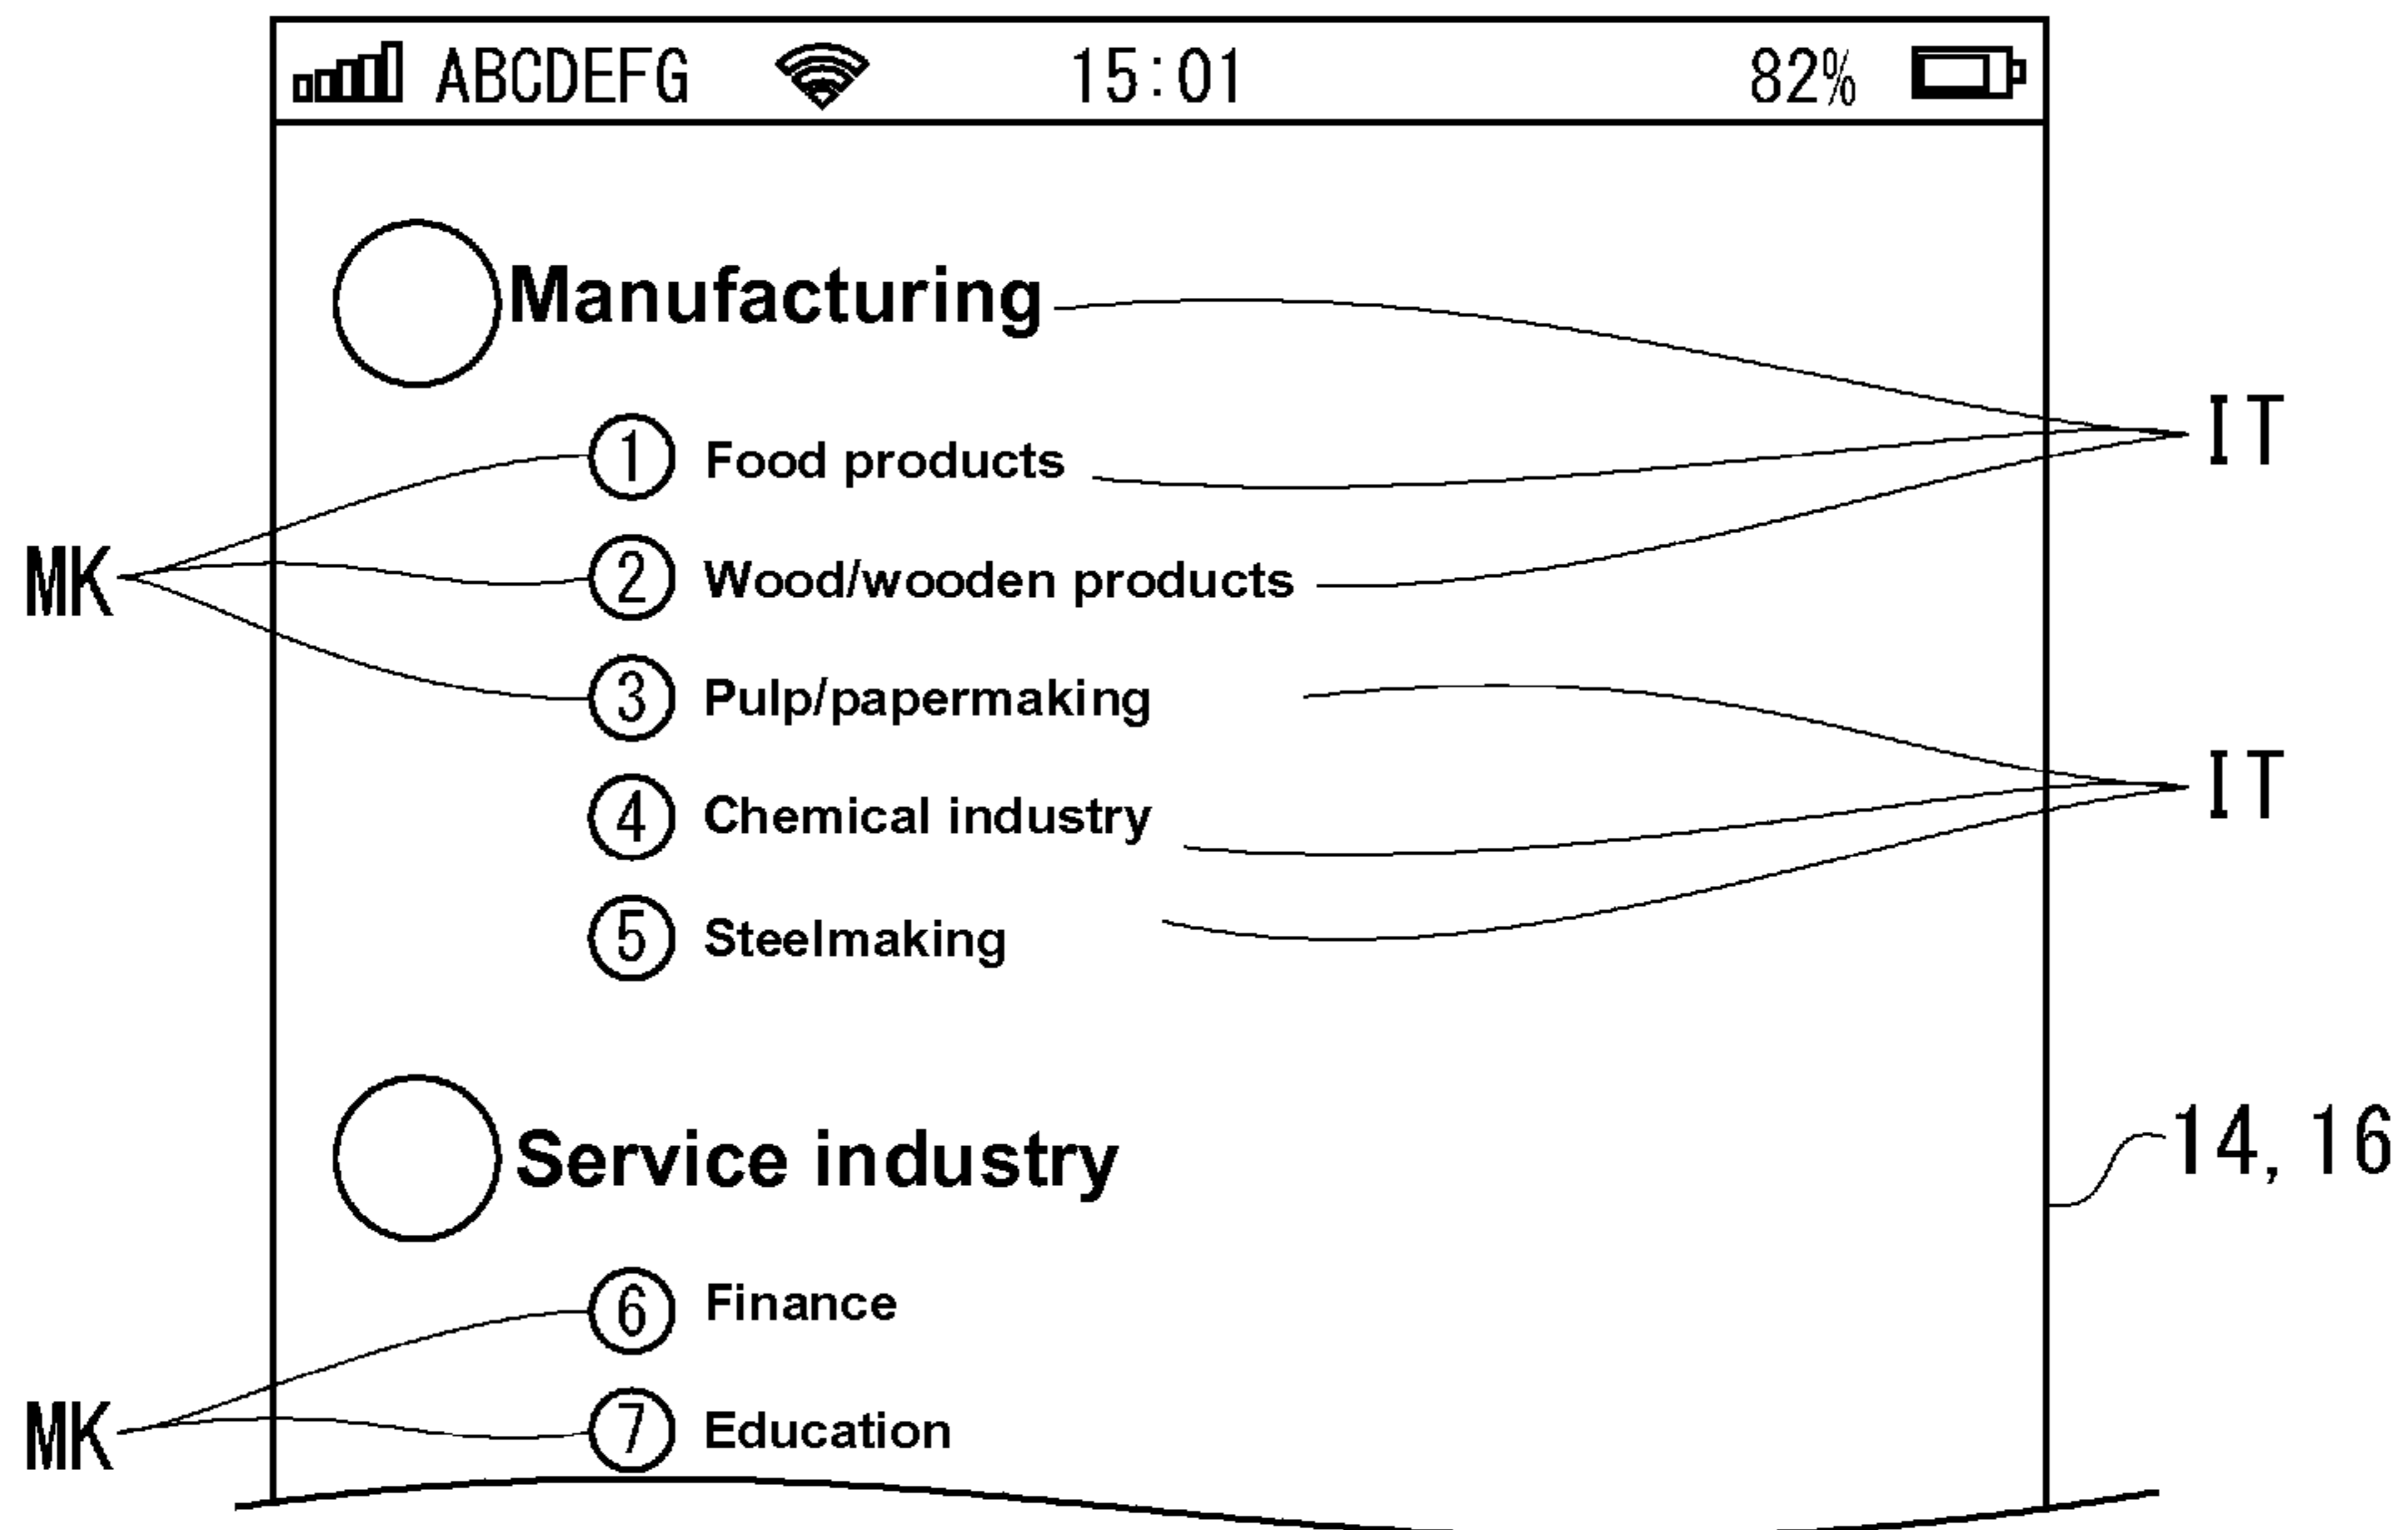 ABCDEFG 15:01 82%
Manufacturing
IT
1 Food products
MK
2 Wood/wooden products
3 Pulp/papermaking
IT
4 Chemical industry
5 Steelmaking
14, 16
Service industry
6 Finance
MK
7 Education